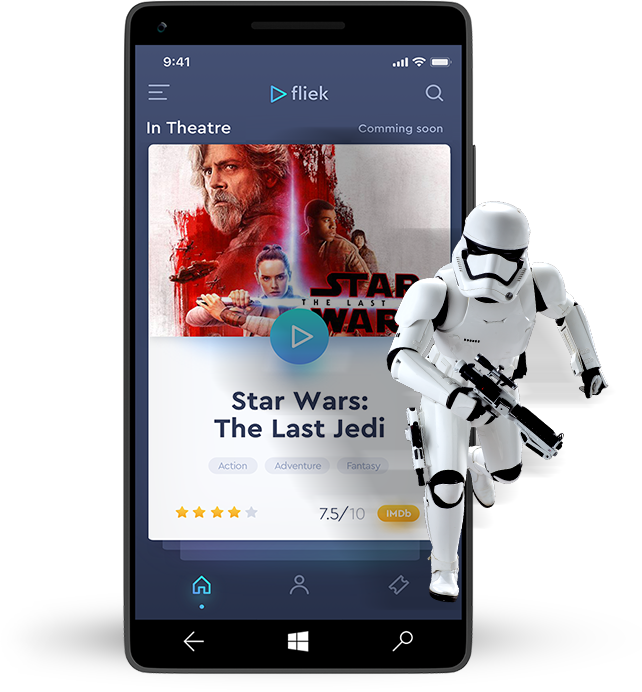 9:41
fliek
In Theatre
Comming soon
STAR
THE LAST
WAR
Star Wars:
The Last Jedi
Action Adventure Fantasy
7.5/10 IMDb